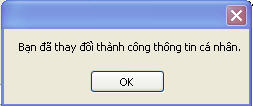 Bạn đã thay đổi thành công thông tin cá nhân.
OK